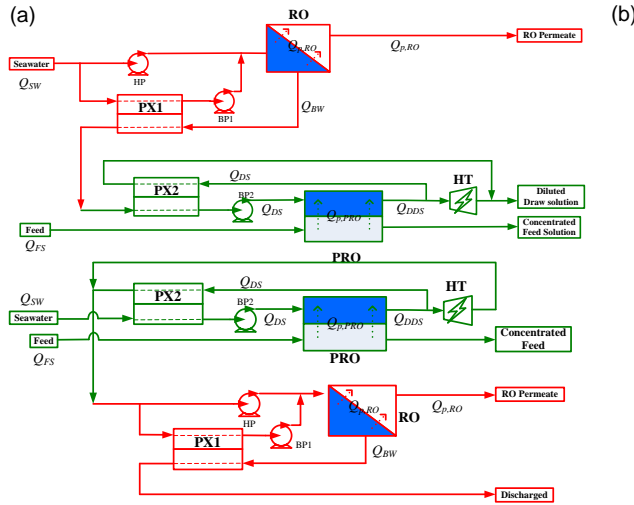 (a)
(b)
RO
Seawater
Q_SW
HP
Q_p,RO
Q_p,RO
RO Permeate
PX1
BP1
Q_BW
PX2
Q_DS
BP2
Q_DS
Q_p,PRO
Q_DDS
HT
Diluted
Draw solution
Feed
Q_FS
Concentrated
Feed Solution
PRO
Q_SW
Seawater
PX2
Q_DS
BP2
Q_DS
Q_p,PRO
Q_DDS
HT
Feed
Q_FS
PRO
Concentrated
Feed
HP
Q_p,RO
RO
Q_p,RO
RO Permeate
PX1
BP1
Q_BW
Discharged